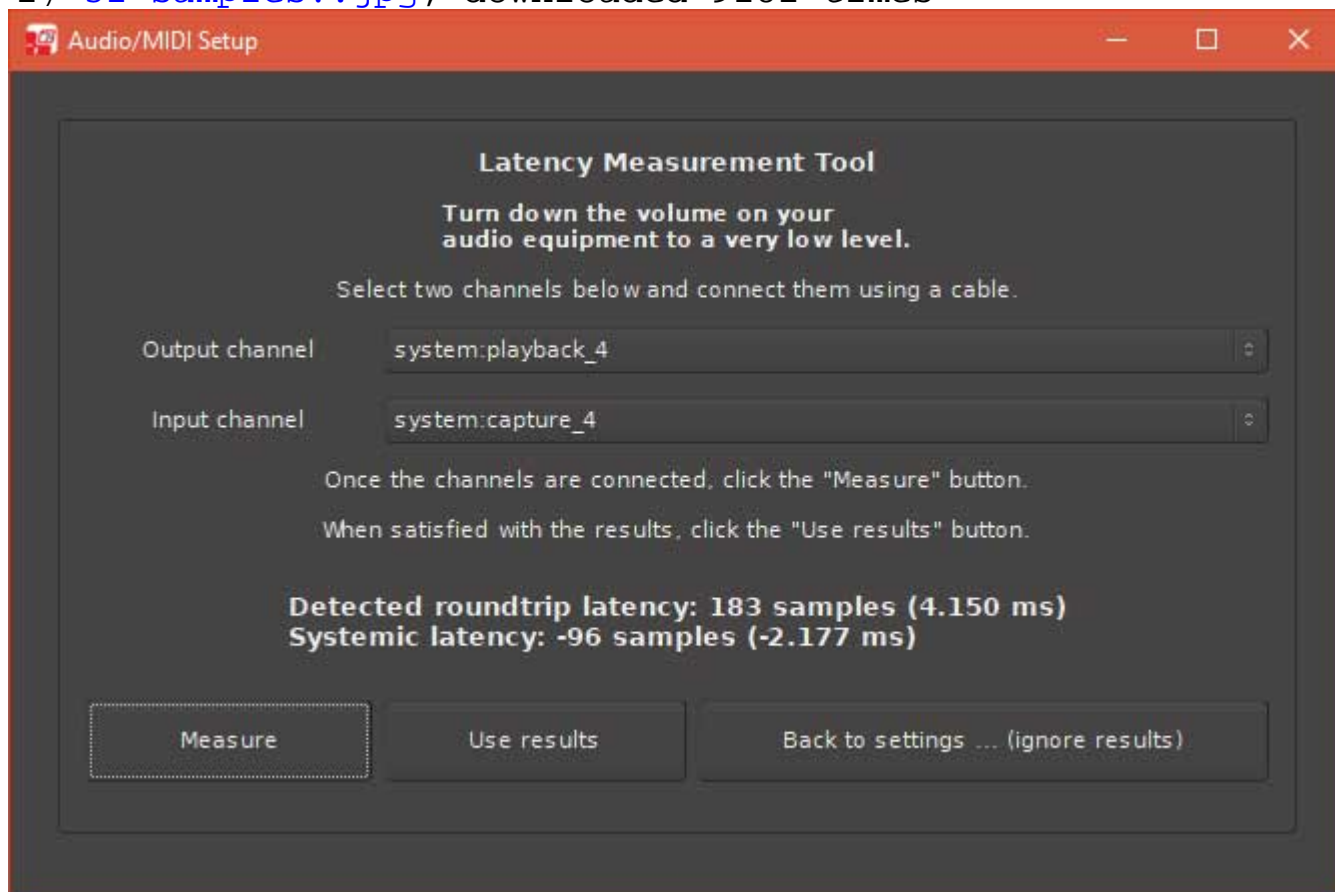 Audio/MIDI Setup
Latency Measurement Tool
Turn down the volume on your
audio equipment to a very low level.
Select two channels below and connect them using a cable.
Output channel system:playback_4
Input channel system:capture_4
Once the channels are connected, click the "Measure" button.
When satisfied with the results, click the "Use results" button.
Detected roundtrip latency: 183 samples (4.150 ms)
Systemic latency: -96 samples (-2.177 ms)
Measure Use results Back to settings ... (ignore results)